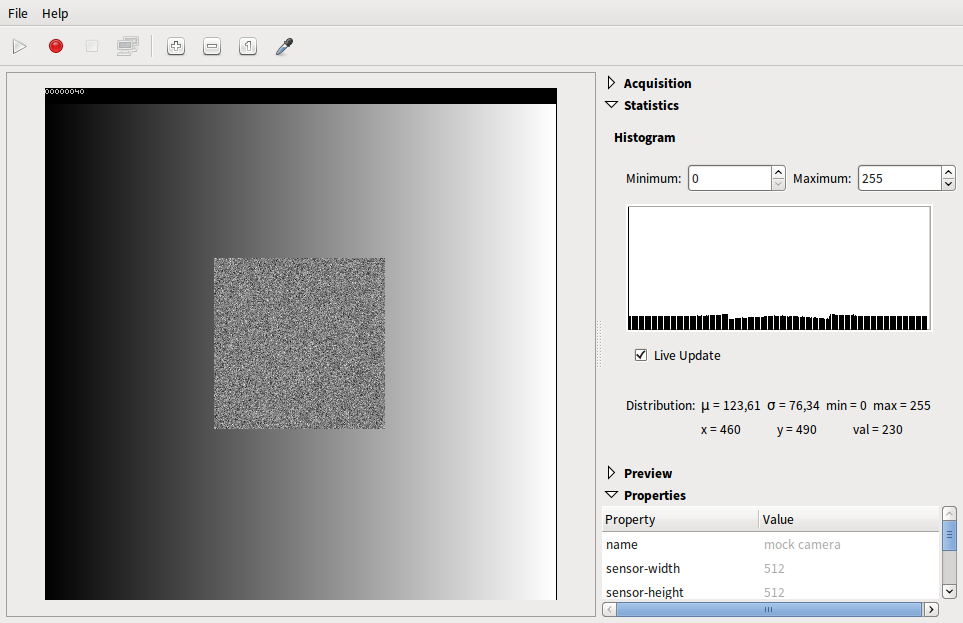 File Help
1
00000040
Acquisition
Statistics
Histogram
Minimum: 0 Maximum: 255
Live Update
Distribution: μ = 123,61 σ = 76,34 min = 0 max = 255
x = 460 y = 490 val = 230
Preview
Properties
Property Value
name mock camera
sensor-width 512
sensor-height 512